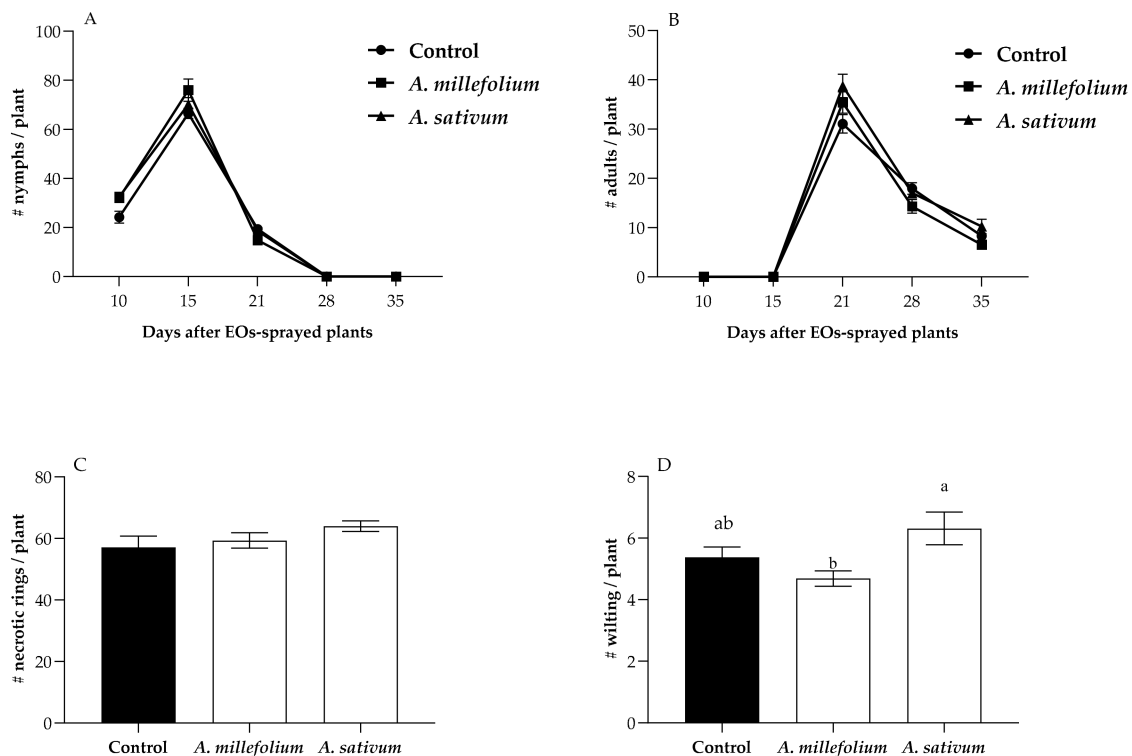 A
# nymphs / plant
100
80
60
40
20
0
10 15 21 28 35
Days after EOs-sprayed plants
Control
A. millefolium
A. sativum
B
# adults / plant
50
40
30
20
10
0
10 15 21 28 35
Days after EOs-sprayed plants
Control
A. millefolium
A. sativum
C
# necrotic rings / plant
80
60
40
20
0
Control A. millefolium A. sativum
D
# wilting / plant
8
6
4
2
0
ab
b
a
Control A. millefolium A. sativum